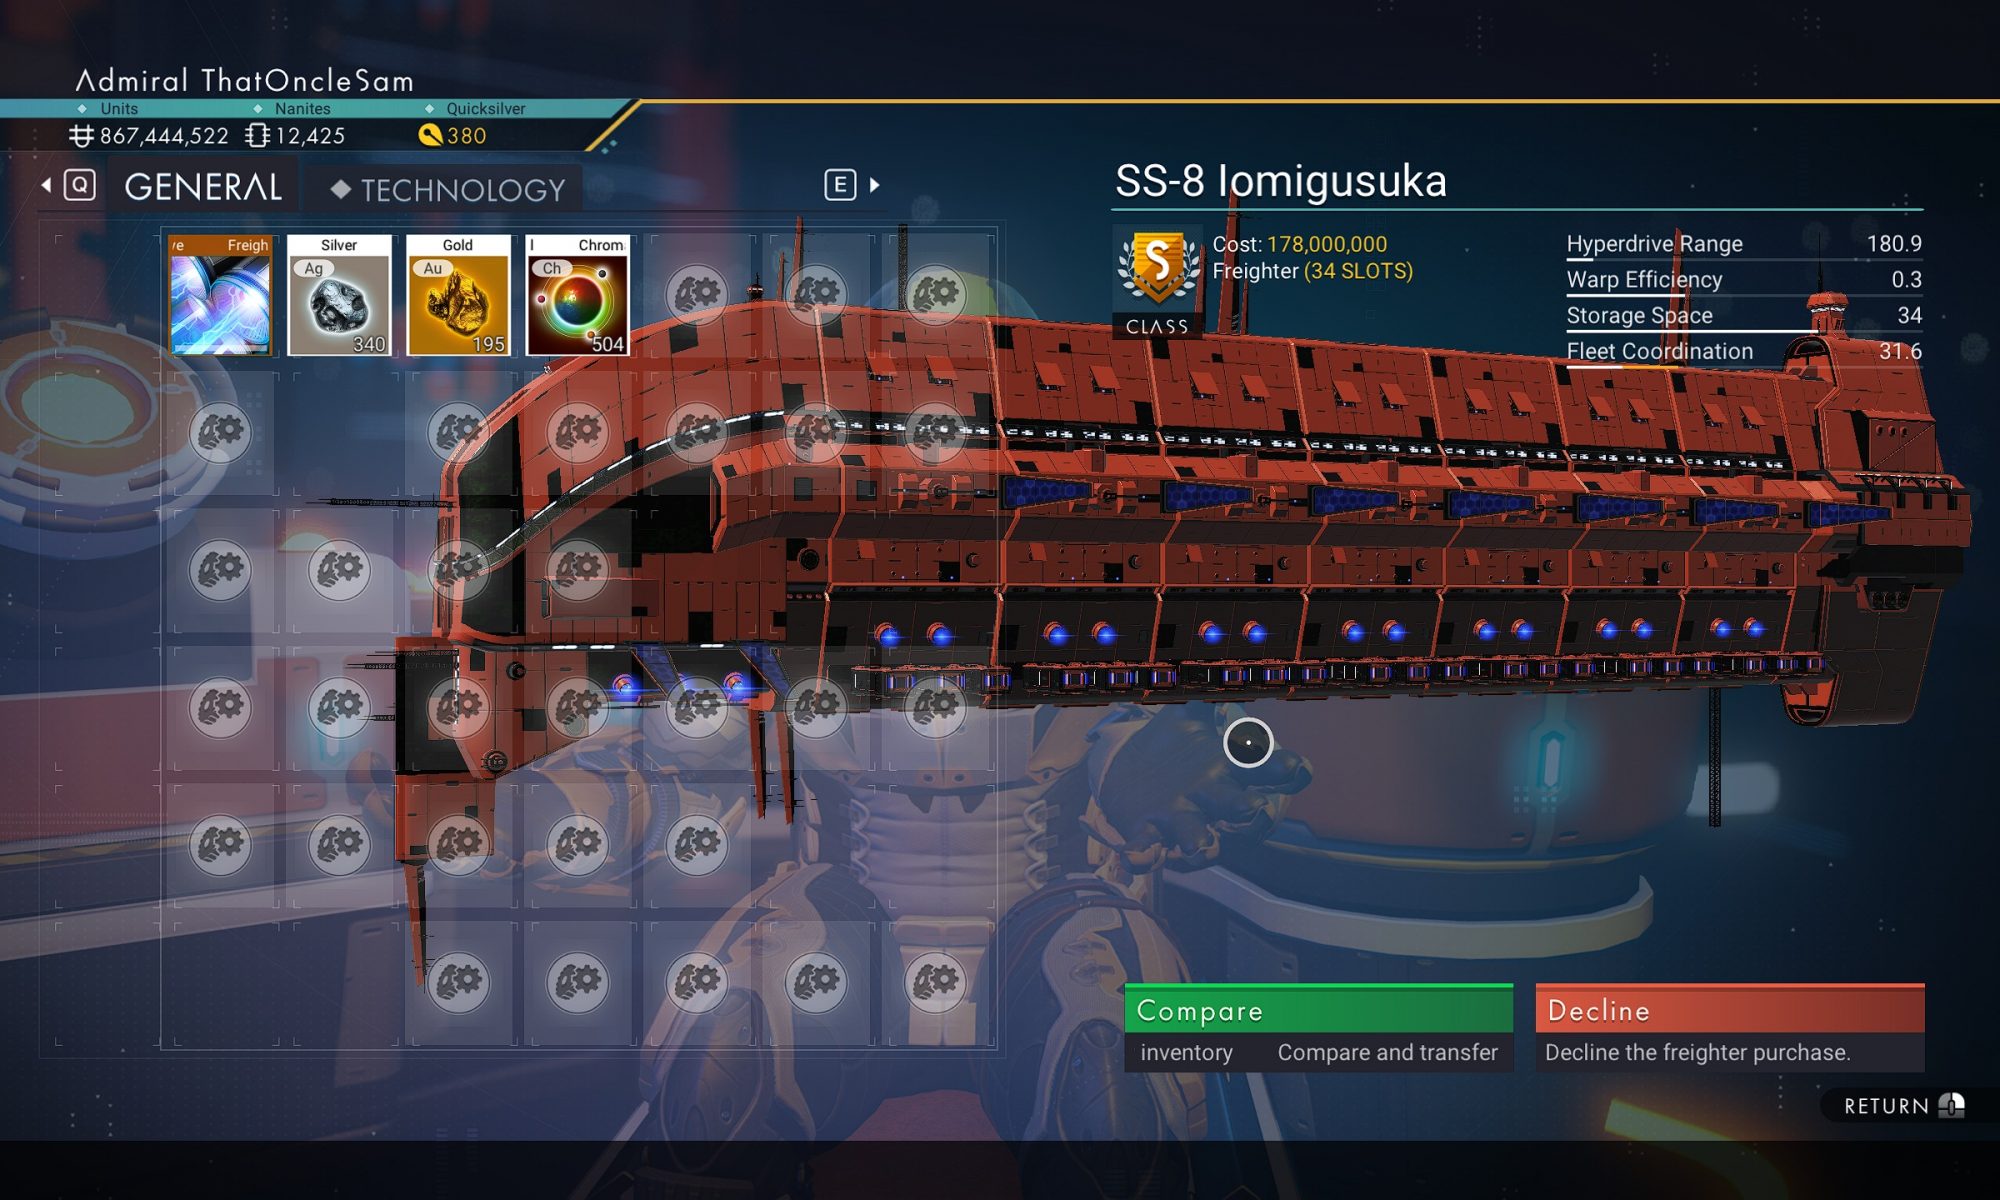 Admiral ThatOncleSam
Units Nanites Quicksilver
867,444,522 12,425 380
Q GENERAL TECHNOLOGY E
ve Freigh Silver Gold I Chrom
Ag Au Ch
340 195 504
SS-8 Iomigusuka
S
CLASS
Cost: 178,000,000
Freighter (34 SLOTS)
Hyperdrive Range 180.9
Warp Efficiency 0.3
Storage Space 34
Fleet Coordination 31.6
Compare
inventory Compare and transfer
Decline
Decline the freighter purchase.
RETURN